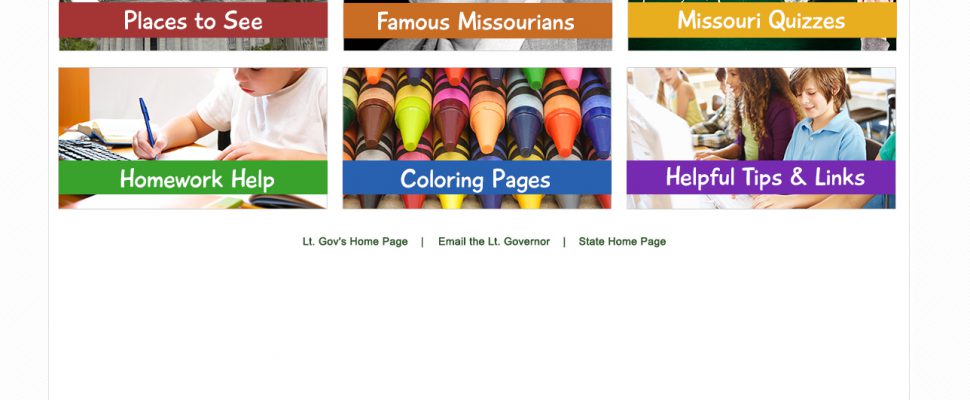 Places to See
Famous Missourians
Missouri Quizzes
Homework Help
Coloring Pages
Helpful Tips & Links
Lt. Gov's Home Page | Email the Lt. Governor | State Home Page